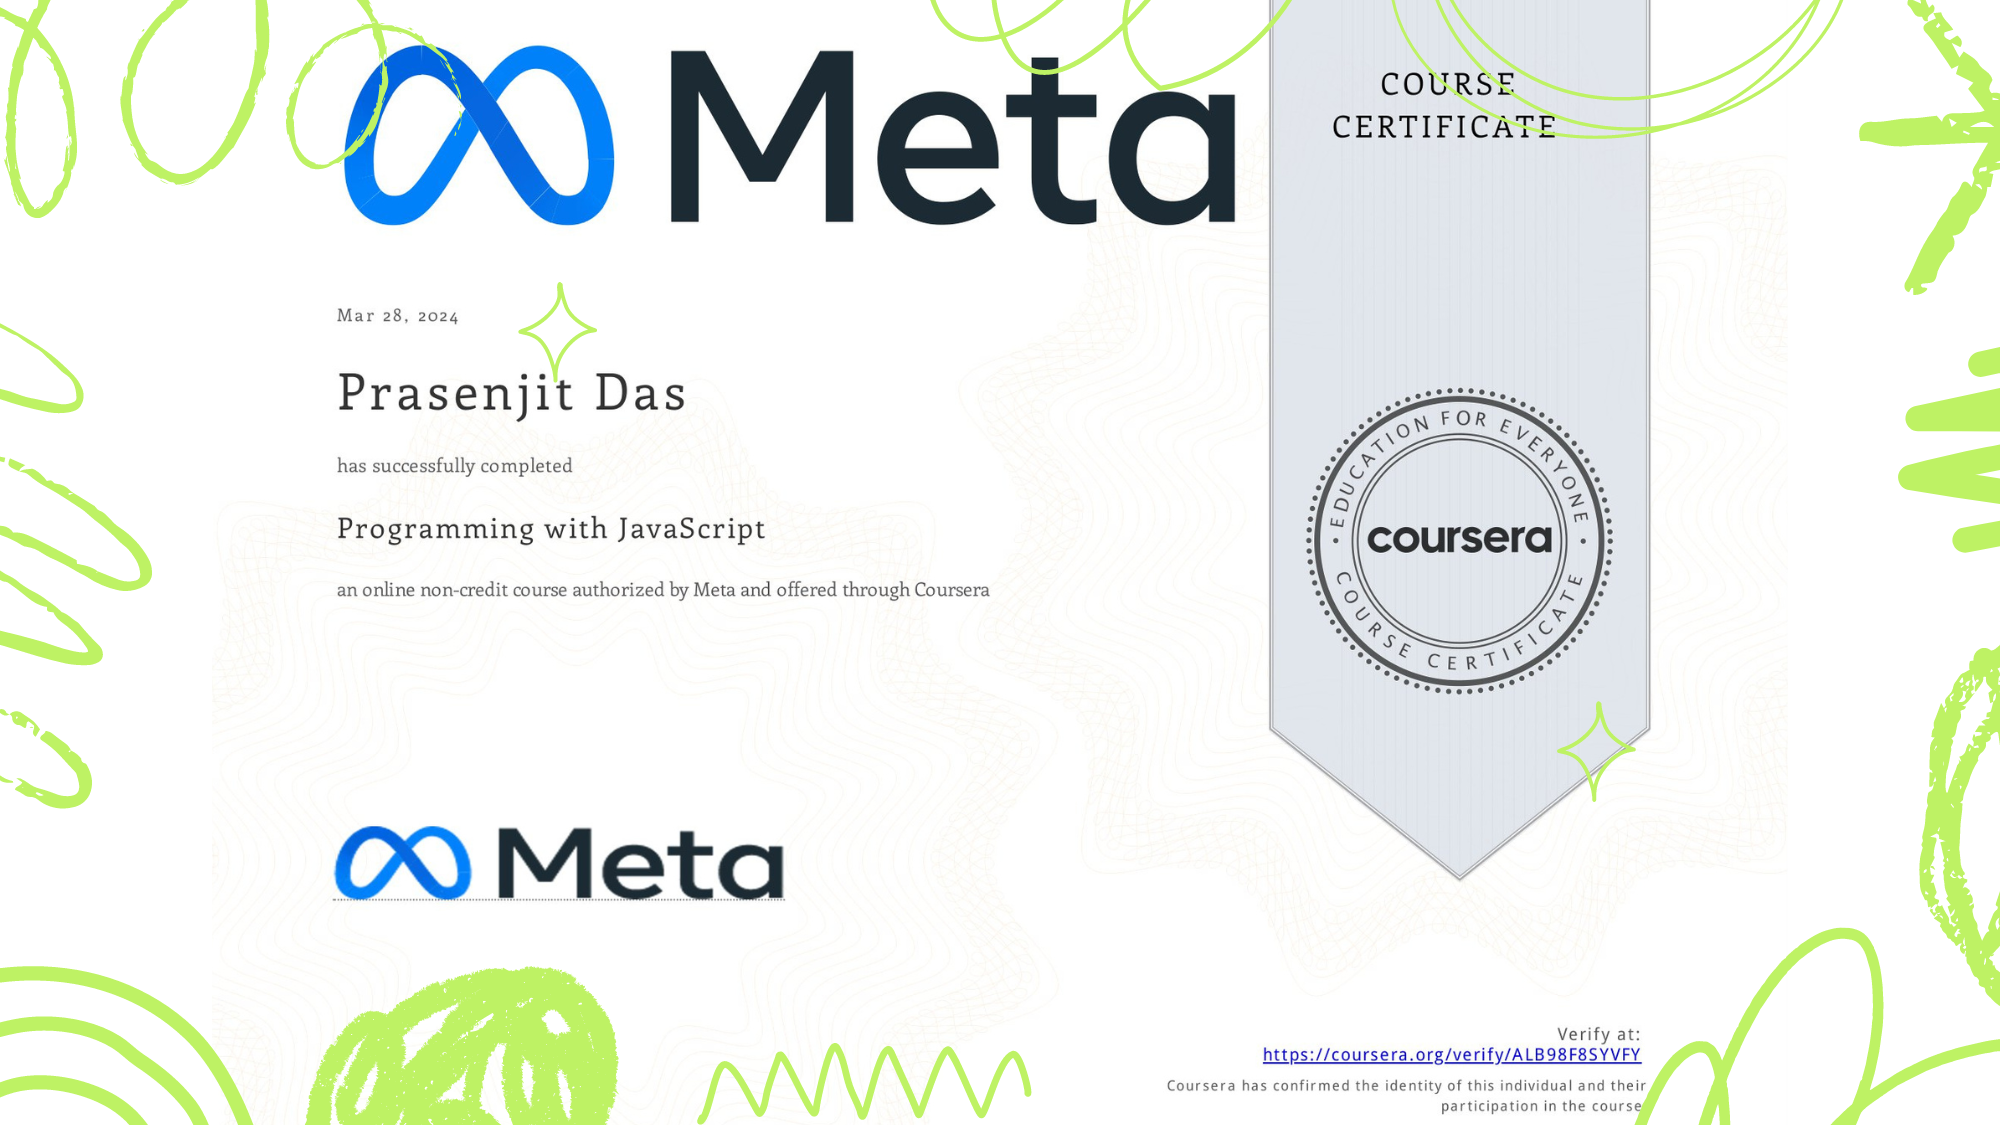 Meta
COURSE
CERTIFICATE
Mar 28, 2024
Prasenjit Das
has successfully completed
Programming with JavaScript
an online non-credit course authorized by Meta and offered through Coursera
EDUCATION FOR EVERYONE
coursera
COURSE CERTIFICATE
Meta
Verify at:
https://coursera.org/verify/ALB98F8SYVFY
Coursera has confirmed the identity of this individual and their
participation in the course